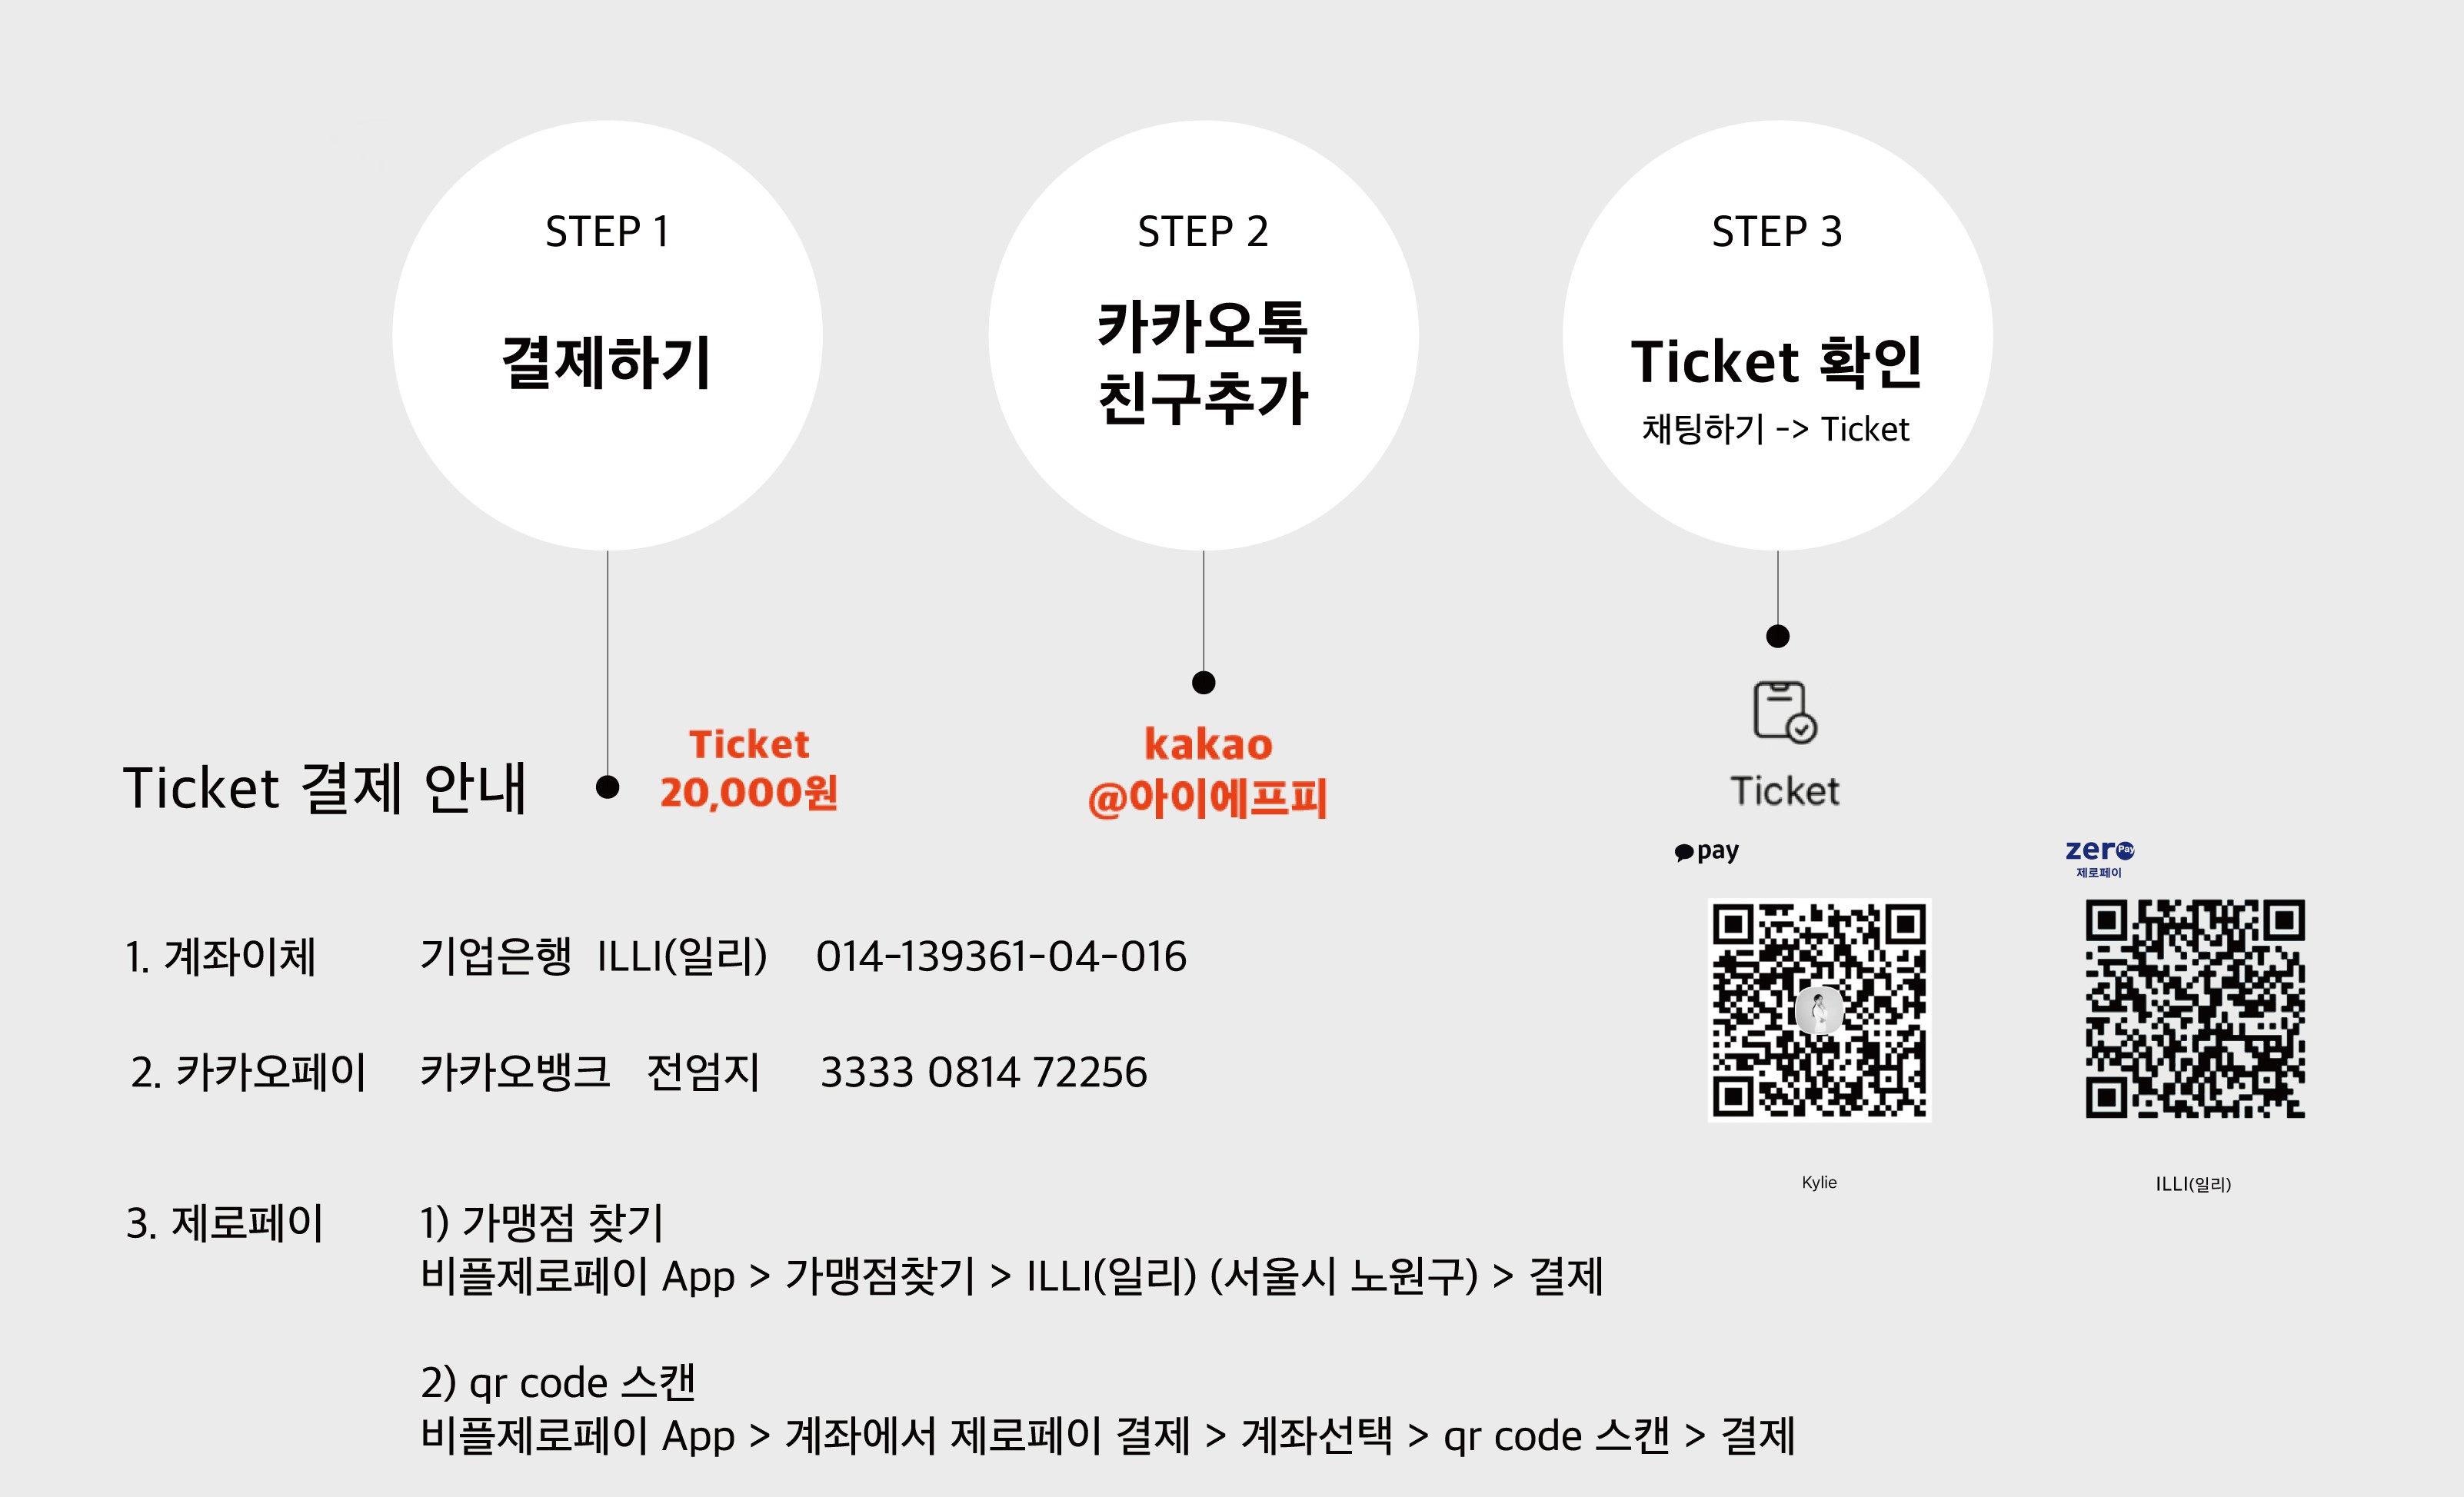 STEP 1
결제하기
STEP 2
카카오톡
친구추가
STEP 3
Ticket 확인
채팅하기 -> Ticket
Ticket 결제 안내
Ticket
20,000원
kakao
@아이에프피
Ticket
pay
zero Pay
제로페이
1. 계좌이체 기업은행 ILLI(일리) 014-139361-04-016
2. 카카오페이 카카오뱅크 전엄지 3333 0814 72256
Kylie
ILLI(일리)
3. 제로페이 1) 가맹점 찾기
비플제로페이 App > 가맹점찾기 > ILLI(일리) (서울시 노원구) > 결제
2) qr code 스캔
비플제로페이 App > 계좌에서 제로페이 결제 > 계좌선택 > qr code 스캔 > 결제